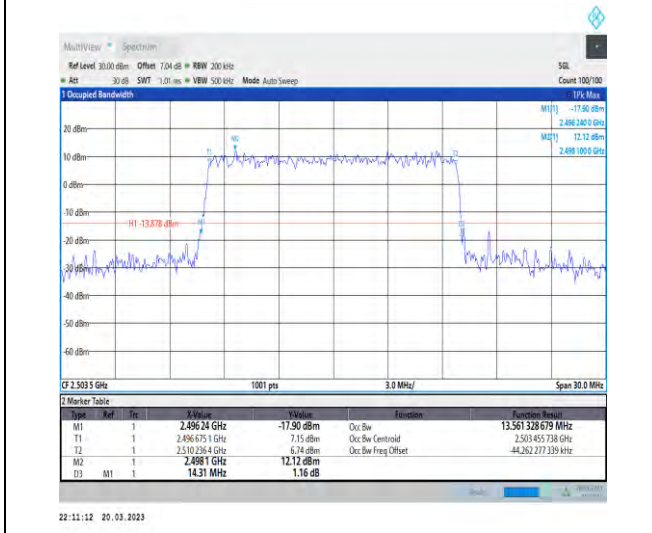 MultiView Spectrum
Ref Level 30.00 dBm Offset 7.04 dB RBW 200 kHz SGL
Att 30 dB SWT 1.01 ms VBW 500 kHz Mode Auto Sweep Count 100/100
1 Occupied Bandwidth 1Pk Max
M1[1] -17.90 dBm
2.496 240 0 GHz
M2[1] 12.12 dBm
2.498 100 0 GHz
20 dBm
T1 M2 T2
10 dBm
0 dBm
-10 dBm
H1 -13.878 dBm
-20 dBm
-30 dBm
-40 dBm
-50 dBm
-60 dBm
CF 2.503 5 GHz 1001 pts 3.0 MHz/ Span 30.0 MHz
2 Marker Table
Type Ref Trc X-Value Y-Value Function Function Result
M1 1 2.496 24 GHz -17.90 dBm Occ Bw 13.561 328 679 MHz
T1 1 2.496 675 1 GHz 7.15 dBm Occ Bw Centroid 2.503 455 738 GHz
T2 1 2.510 236 4 GHz 6.74 dBm Occ Bw Freq Offset -44.262 277 339 kHz
M2 1 2.498 1 GHz 12.12 dBm
D3 M1 1 14.31 MHz 1.16 dB
22:11:12 20.03.2023